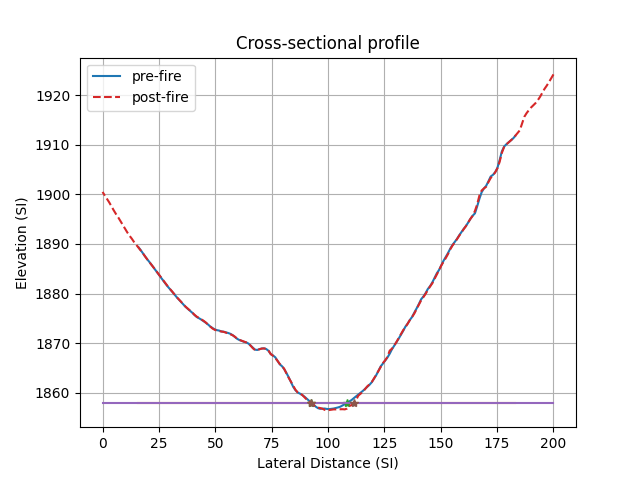 Cross-sectional profile
pre-fire
post-fire
Elevation (SI)
1920
1910
1900
1890
1880
1870
1860
0 25 50 75 100 125 150 175 200
Lateral Distance (SI)